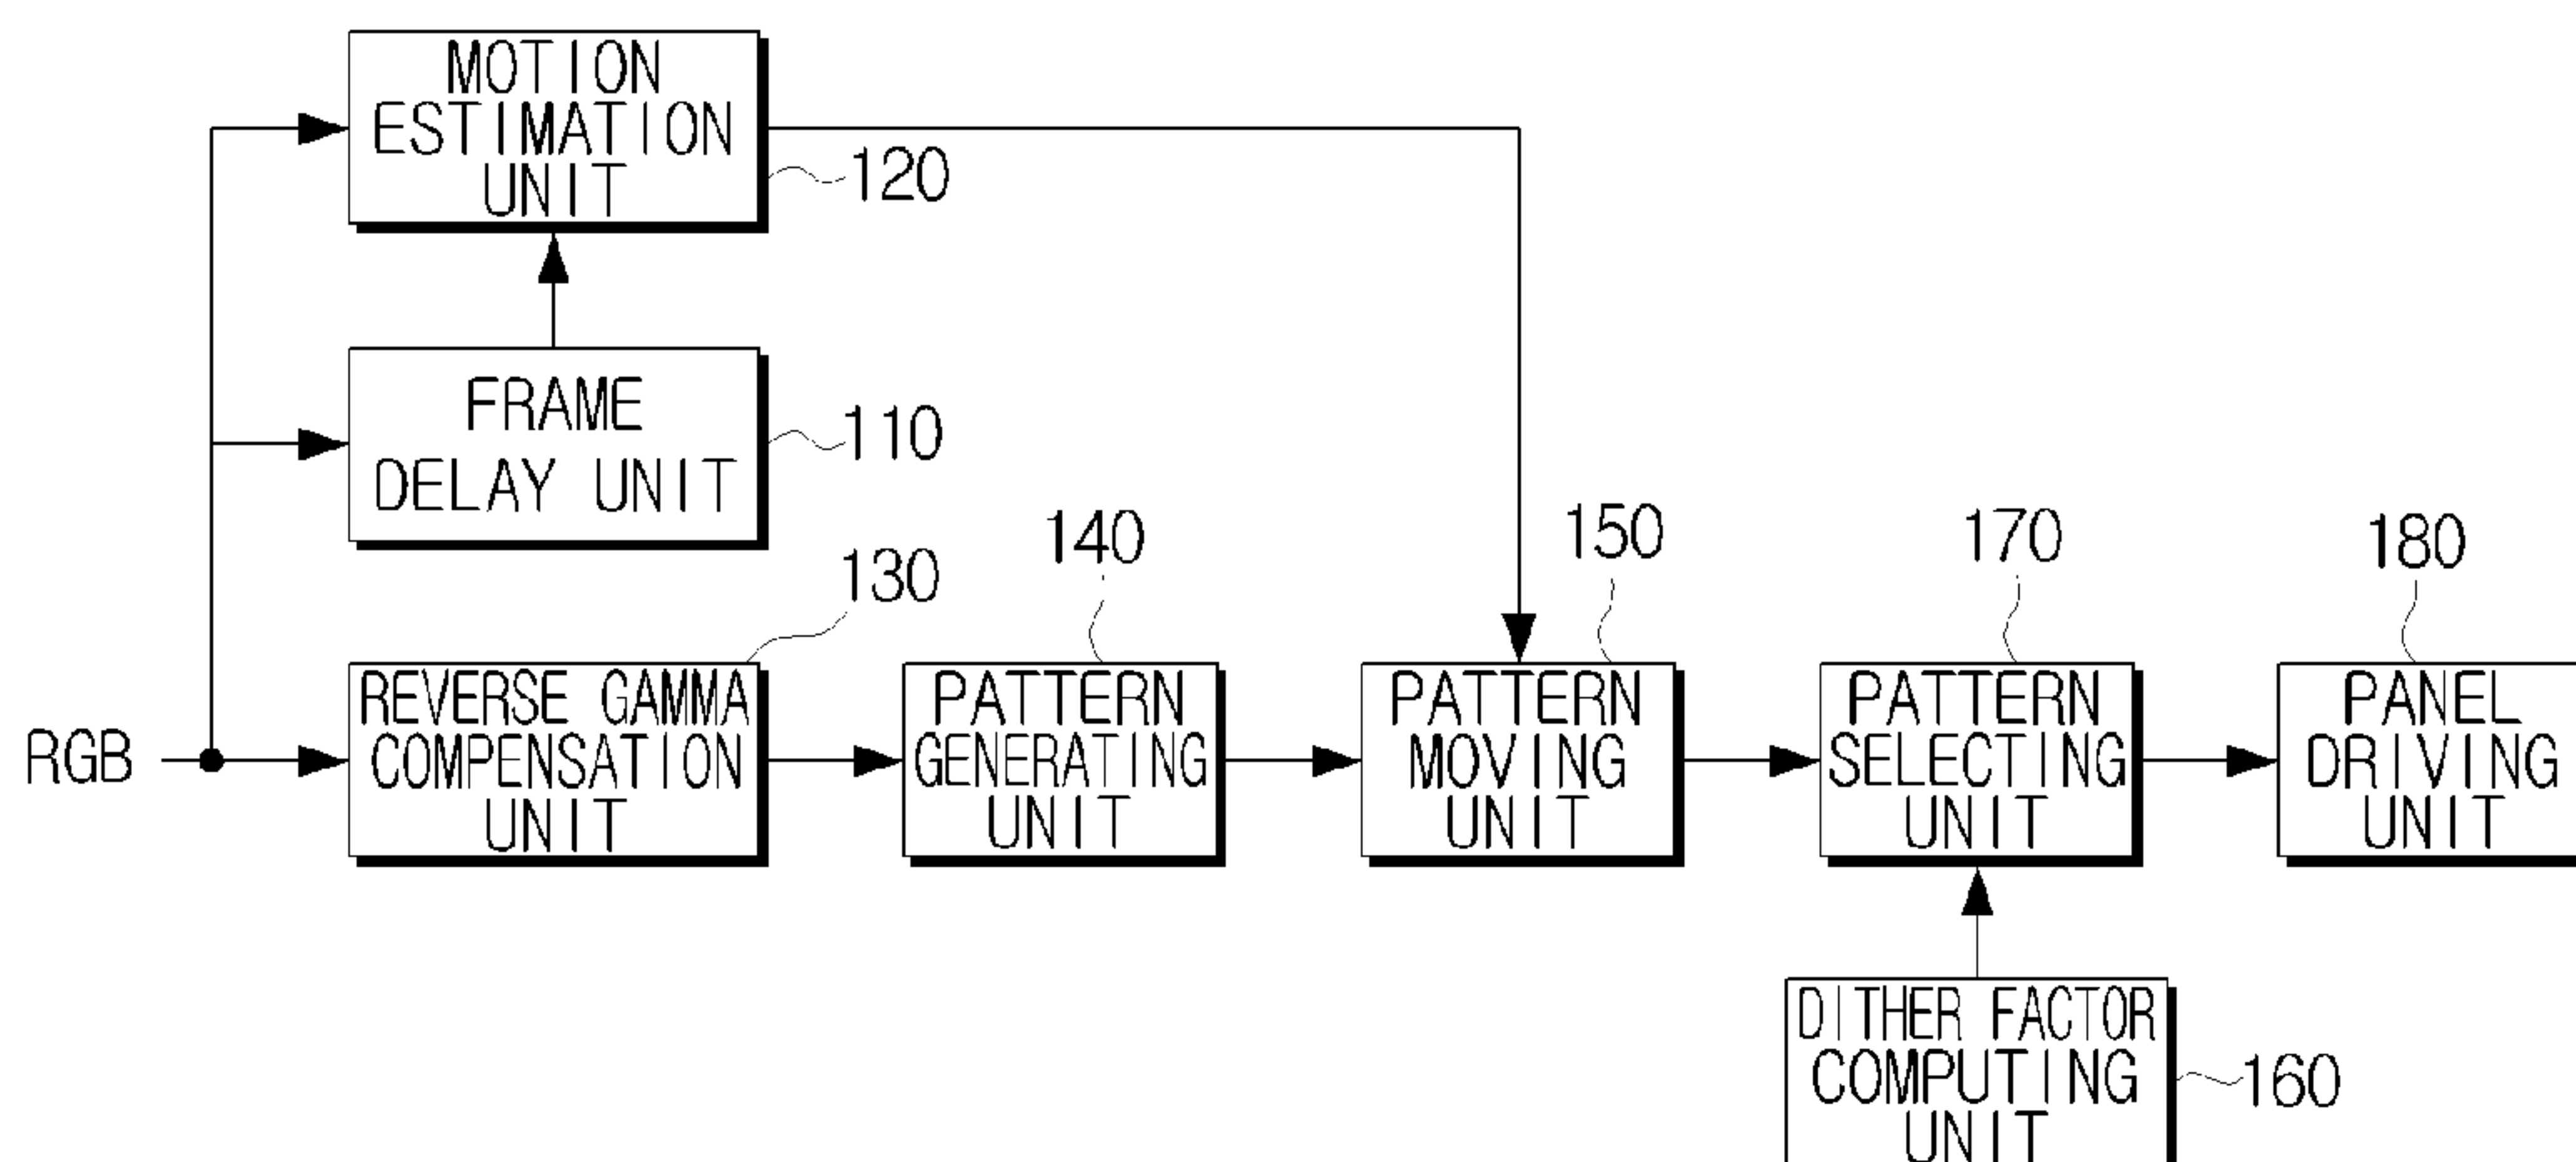 MOTION
ESTIMATION
UNIT
120
FRAME
DELAY UNIT
110
130
140
150
170
180
RGB
REVERSE GAMMA
COMPENSATION
UNIT
PATTERN
GENERATING
UNIT
PATTERN
MOVING
UNIT
PATTERN
SELECTING
UNIT
PANEL
DRIVING
UNIT
DITHER FACTOR
COMPUTING
UNIT
160